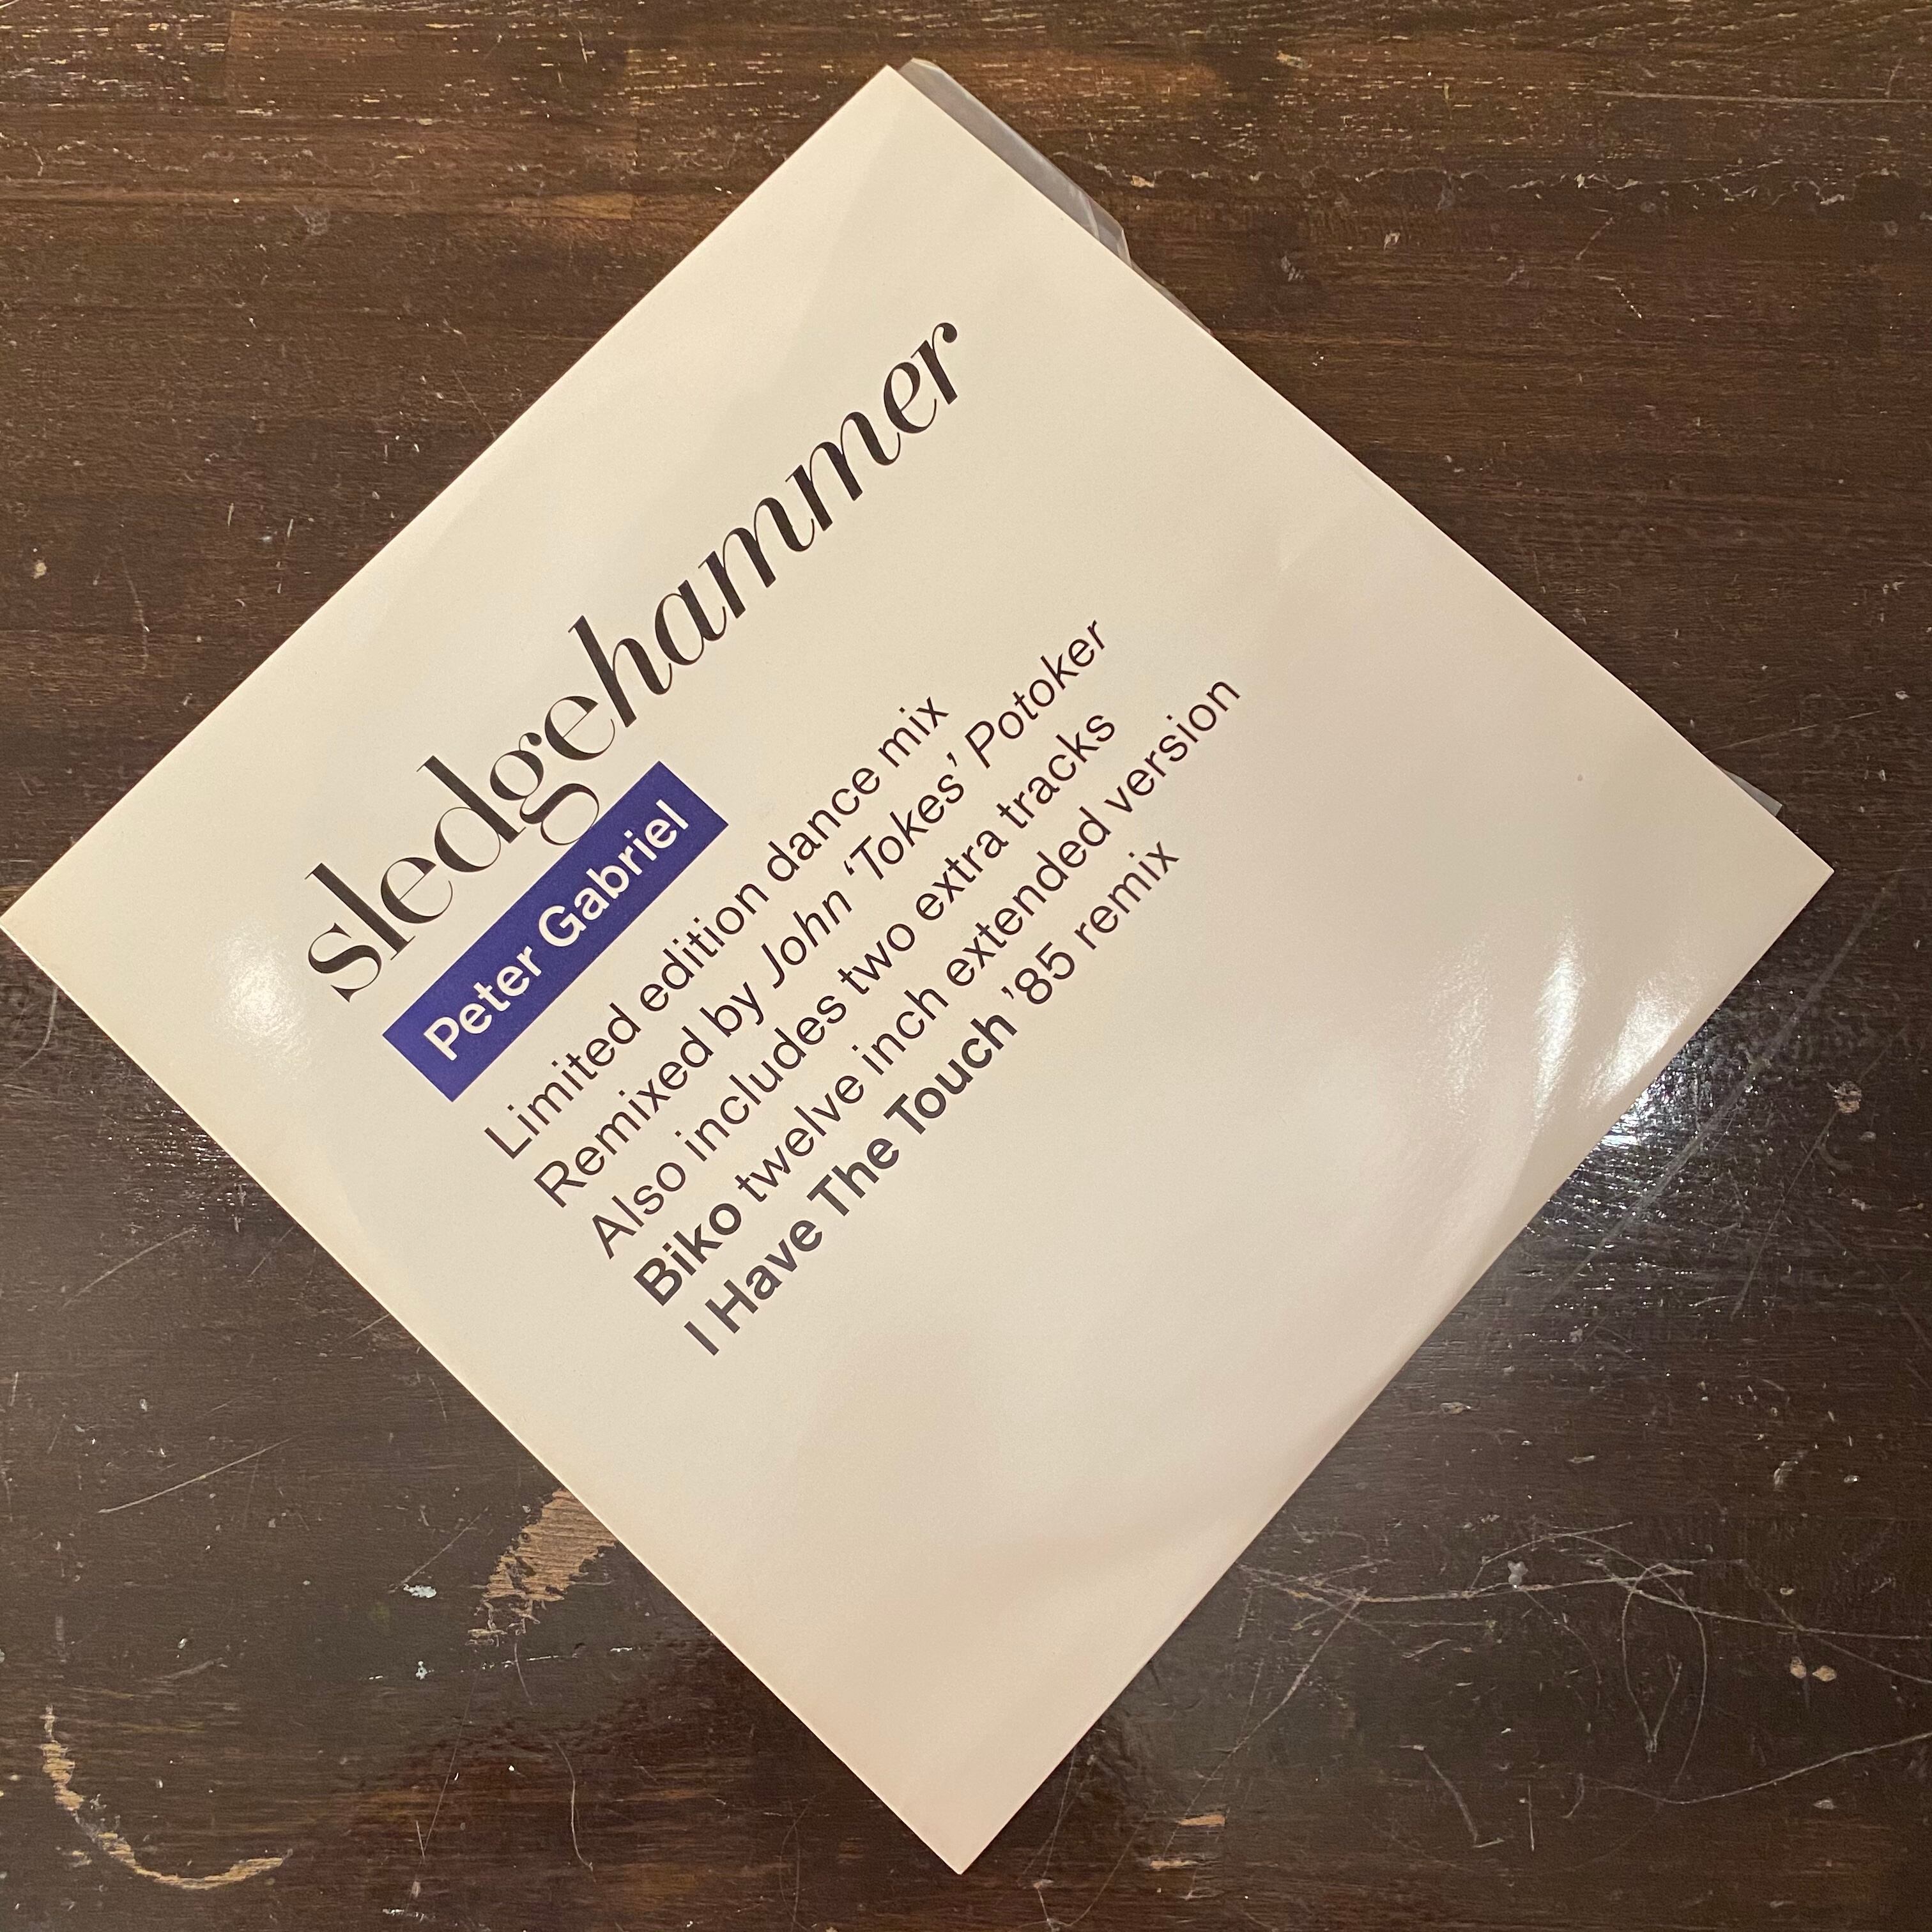 sledgehammer
Peter Gabriel
Limited edition dance mix
Remixed by John ‘Tokes’ Potoker
Also includes two extra tracks
Biko twelve inch extended version
I Have The Touch ’85 remix